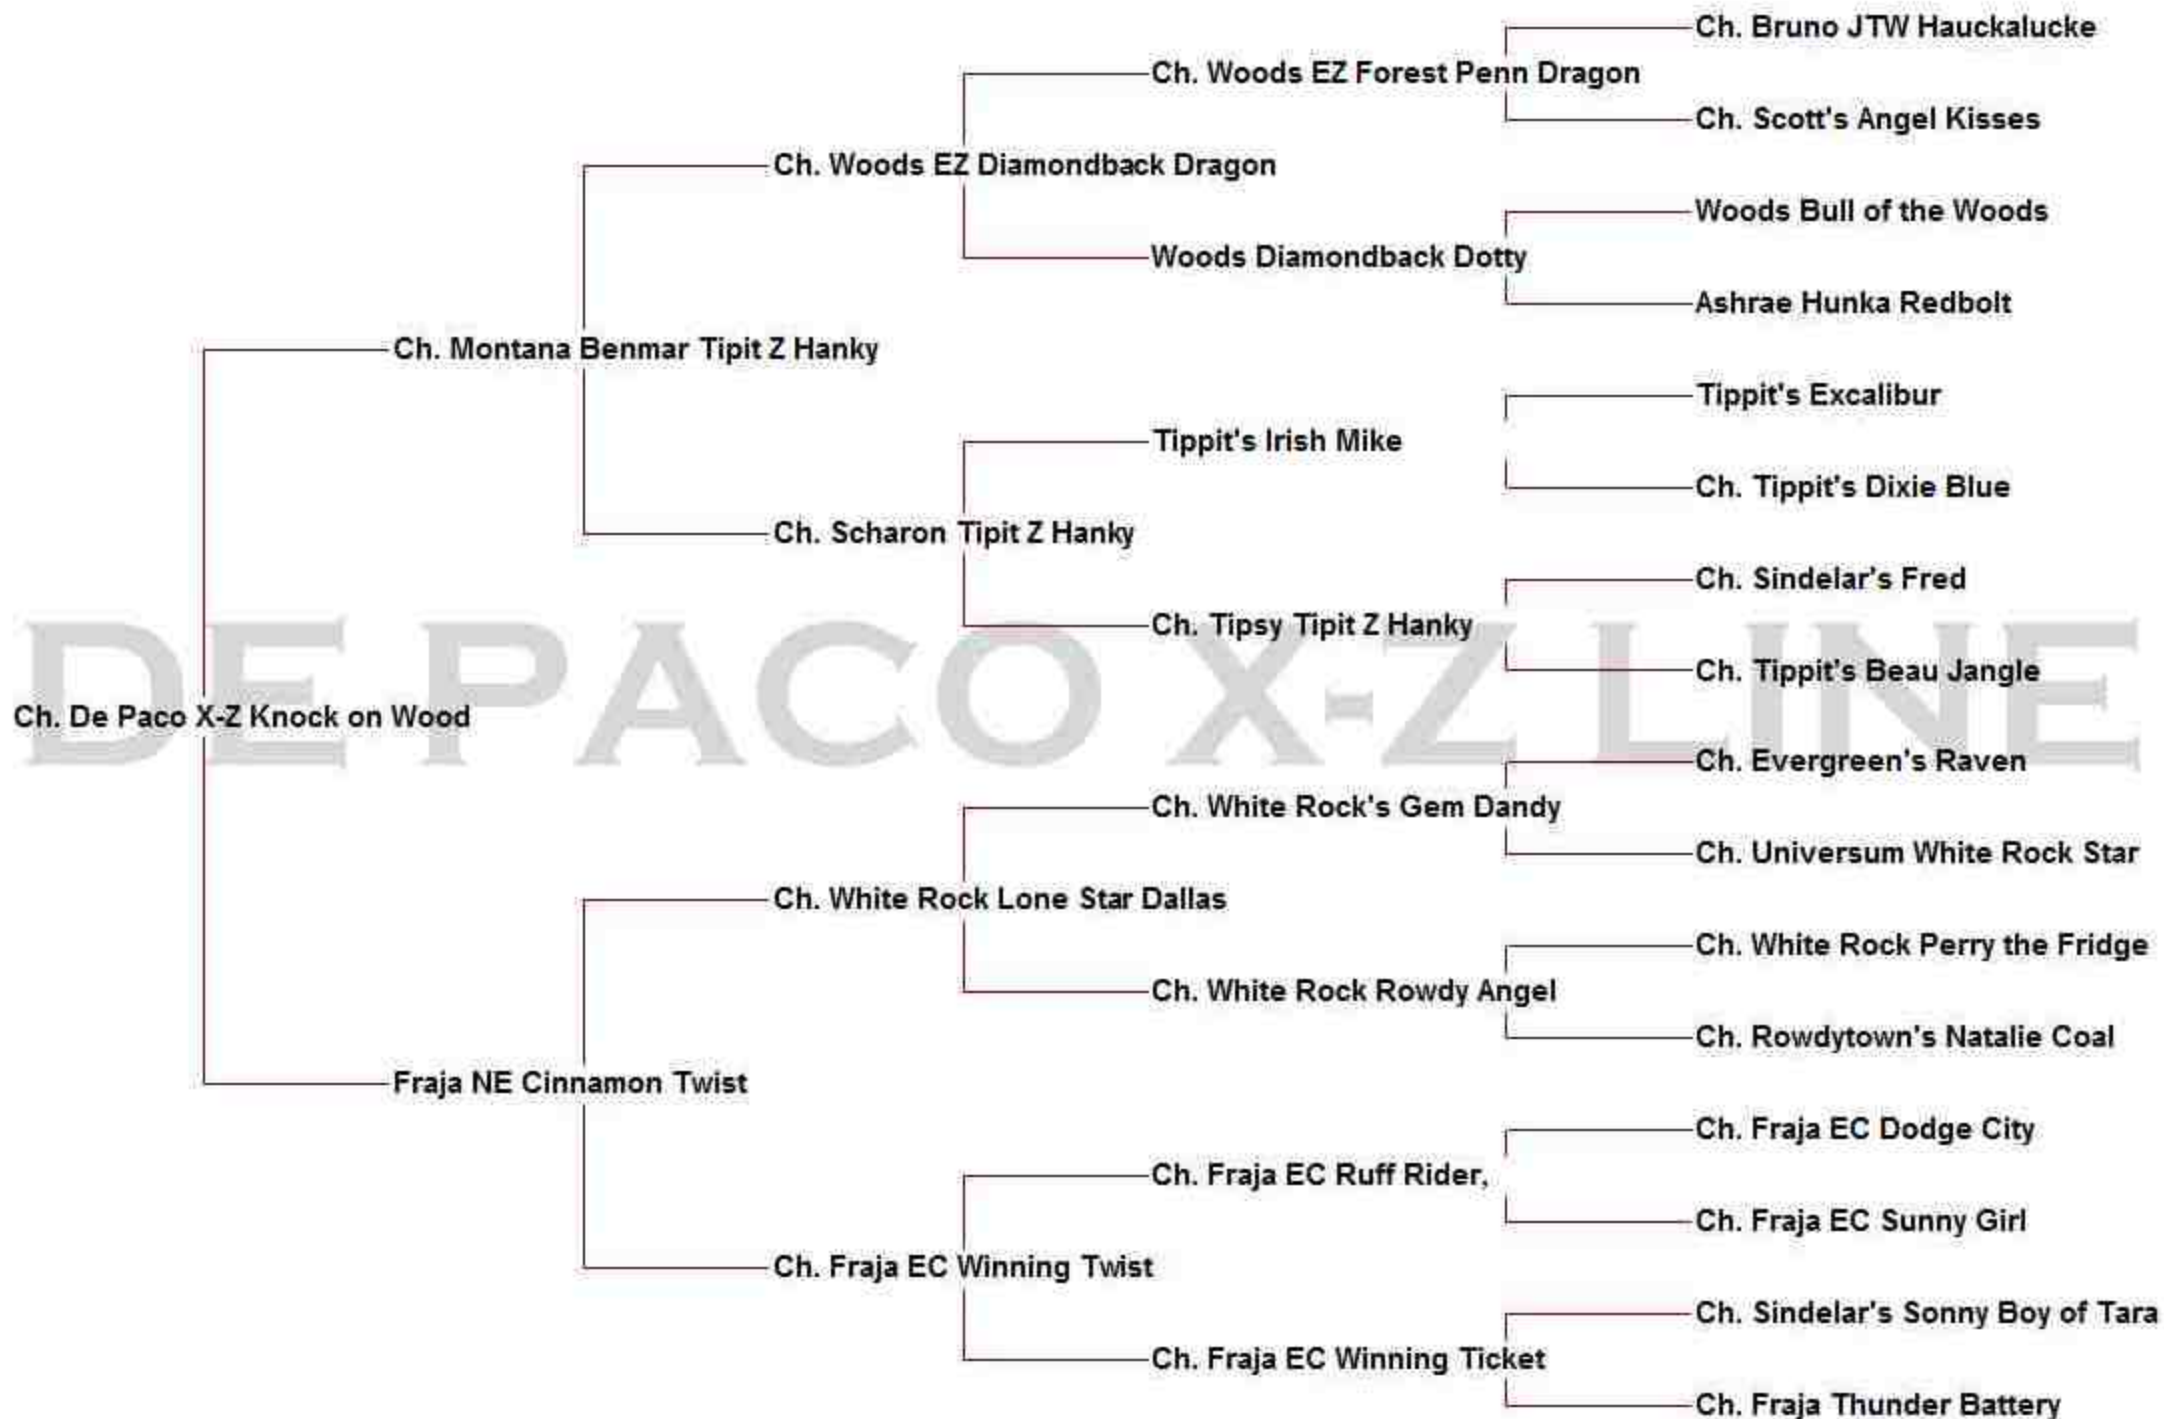 Ch. Bruno JTW Hauckalucke
Ch. Woods EZ Forest Penn Dragon
Ch. Scott's Angel Kisses
Ch. Woods EZ Diamondback Dragon
Woods Bull of the Woods
Woods Diamondback Dotty
Ashrae Hunka Redbolt
Ch. Montana Benmar Tipit Z Hanky
Tippit's Excalibur
Tippit's Irish Mike
Ch. Tippit's Dixie Blue
Ch. Scharon Tipit Z Hanky
Ch. Sindelar's Fred
Ch. Tipsy Tipit Z Hanky
Ch. Tippit's Beau Jangle
DE PACO X-Z LINE
Ch. De Paco X-Z Knock on Wood
Ch. Evergreen's Raven
Ch. White Rock's Gem Dandy
Ch. Universum White Rock Star
Ch. White Rock Lone Star Dallas
Ch. White Rock Perry the Fridge
Ch. White Rock Rowdy Angel
Ch. Rowdytown's Natalie Coal
Fraja NE Cinnamon Twist
Ch. Fraja EC Dodge City
Ch. Fraja EC Ruff Rider,
Ch. Fraja EC Sunny Girl
Ch. Fraja EC Winning Twist
Ch. Sindelar's Sonny Boy of Tara
Ch. Fraja EC Winning Ticket
Ch. Fraja Thunder Battery